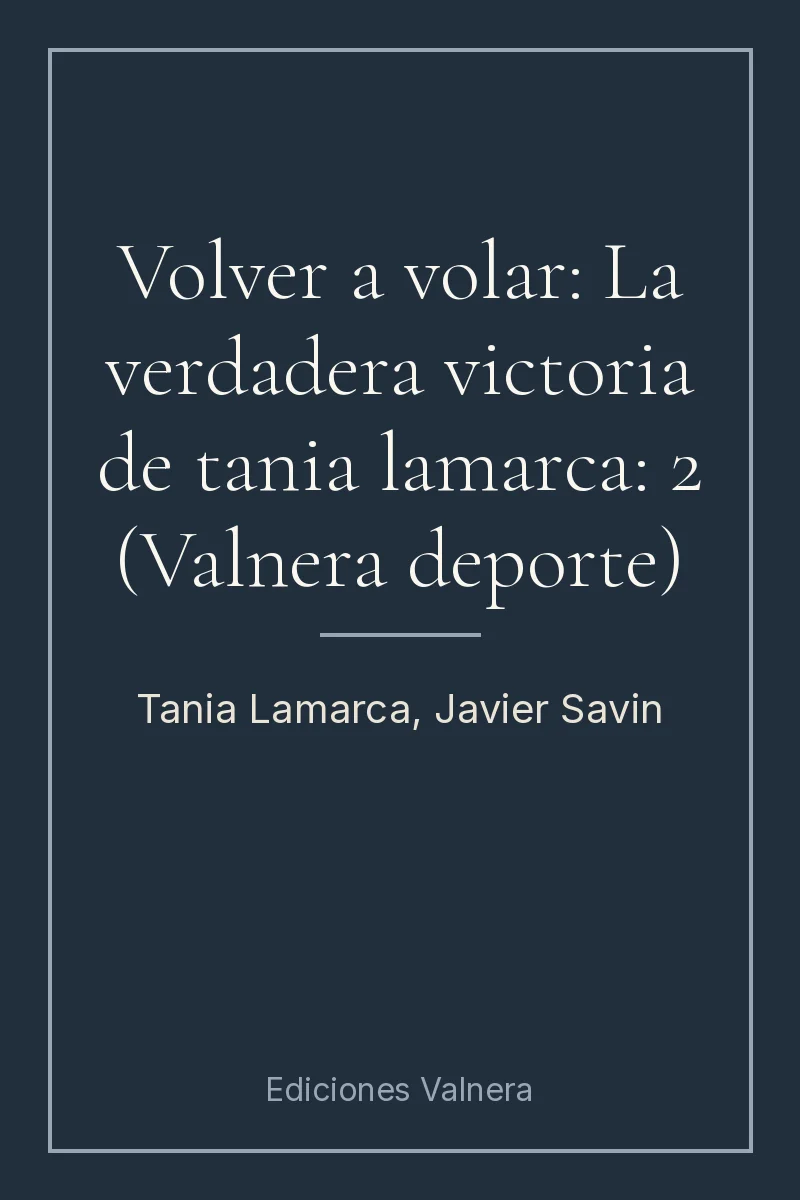 Volver a volar: La
verdadera victoria
de tania lamarca: 2
(Valnera deporte)
Tania Lamarca, Javier Savin
Ediciones Valnera